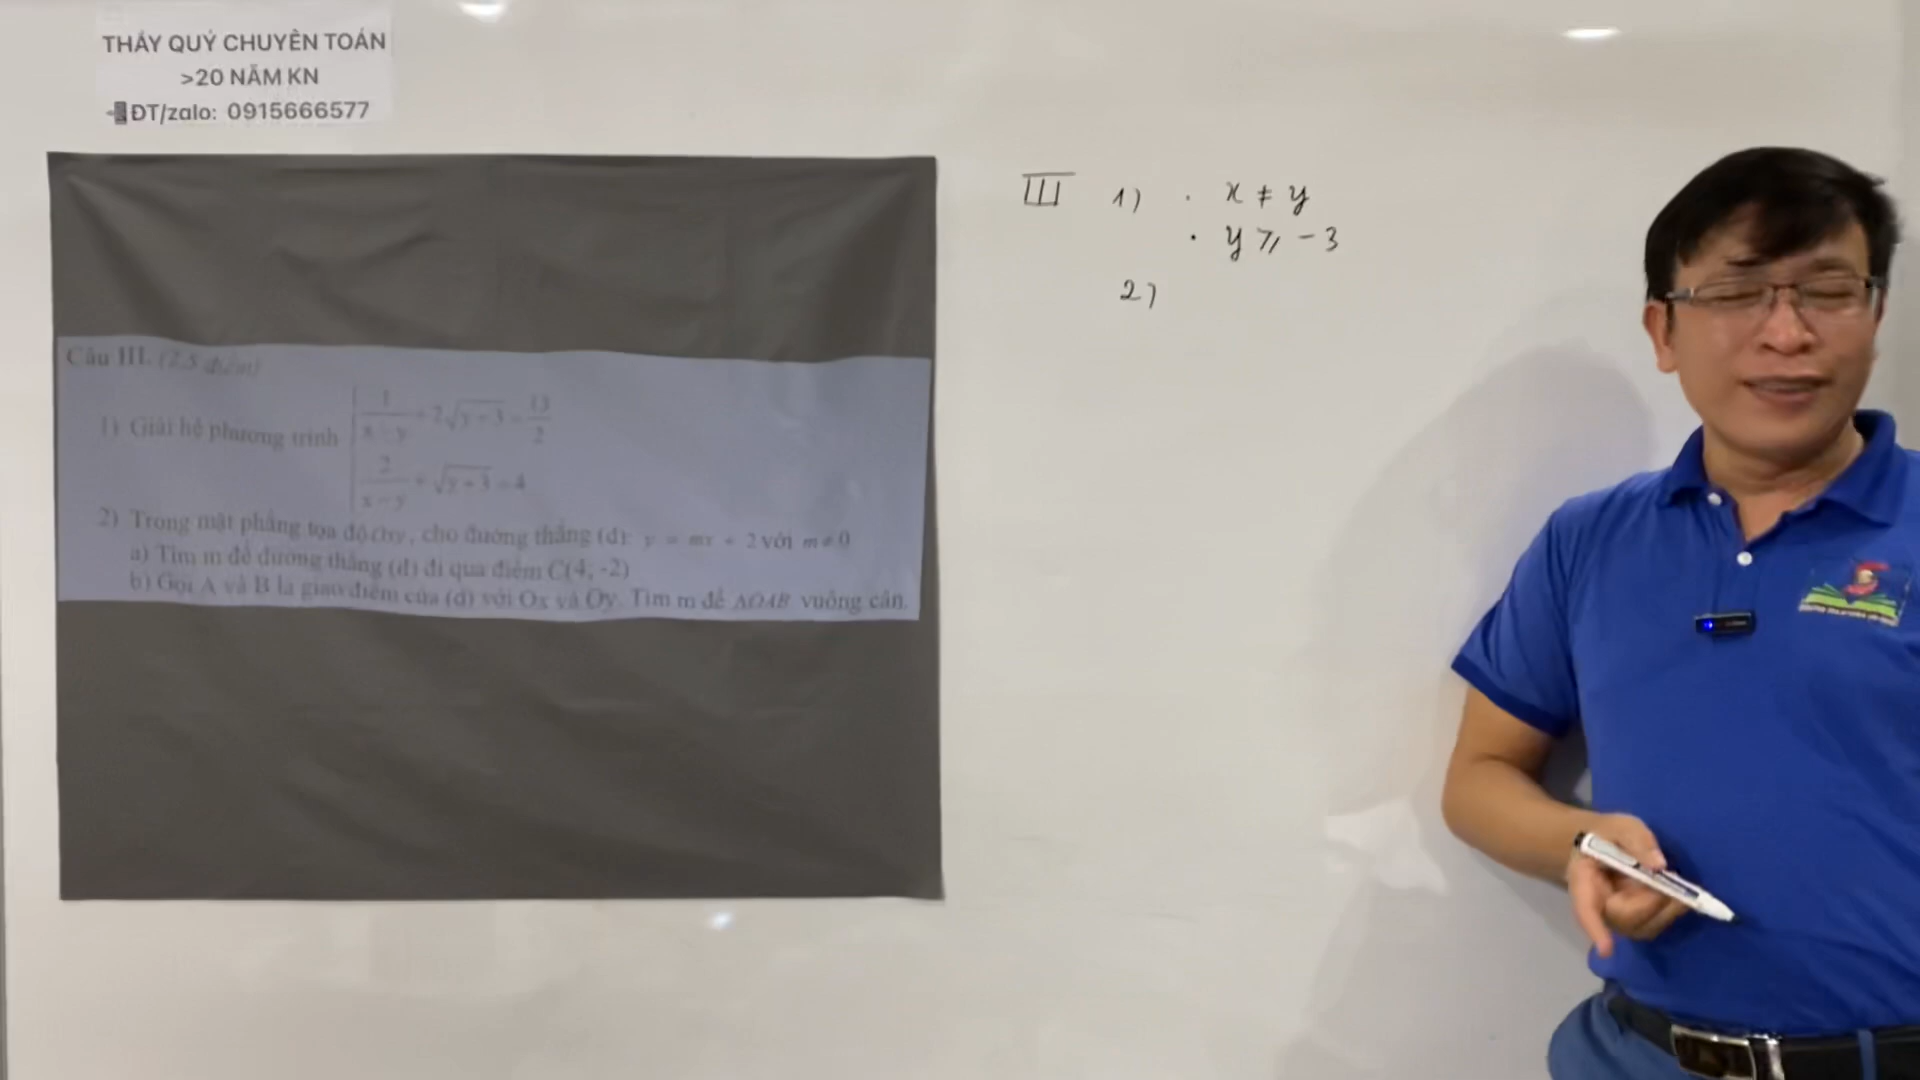 THẦY QUÝ CHUYÊN TOÁN
>20 NĂM KN
ĐT/zalo: 0915666577
Câu III. (2,5 điểm)
1) Giải hệ phương trình
1/(x-y) + 2√(y+3) = 13/2
2/(x-y) + √(y+3) = 4
2) Trong mặt phẳng tọa độ Oxy, cho đường thẳng (d): y = mx + 2 với m ≠ 0
a) Tìm m để đường thẳng (d) đi qua điểm C(4; -2)
b) Gọi A và B là giao điểm của (d) với Ox và Oy. Tìm m để ΔOAB vuông cân.
III 1) · x ≠ y
· y ≥ -3
2)